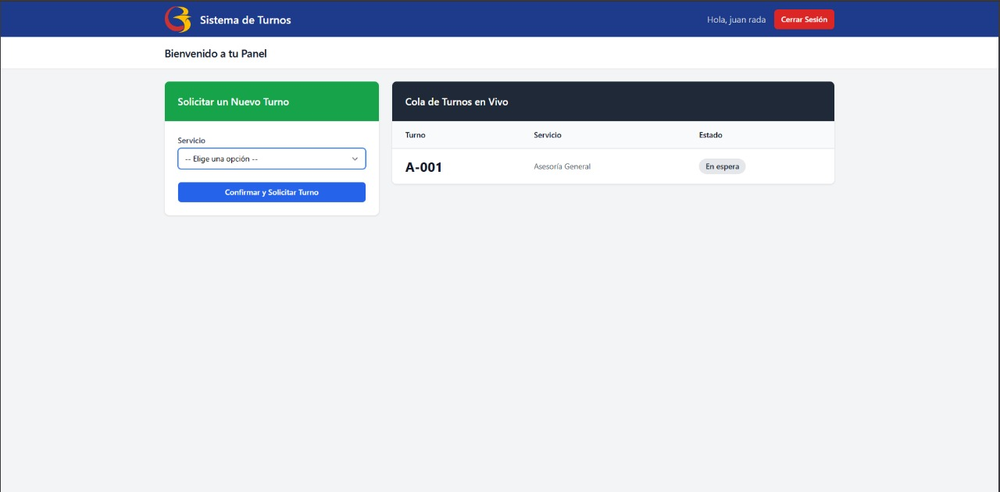 Sistema de Turnos
Hola, juan rada
Cerrar Sesión
Bienvenido a tu Panel
Solicitar un Nuevo Turno
Servicio
-- Elige una opción --
Confirmar y Solicitar Turno
Cola de Turnos en Vivo
Turno Servicio Estado
A-001 Asesoría General En espera